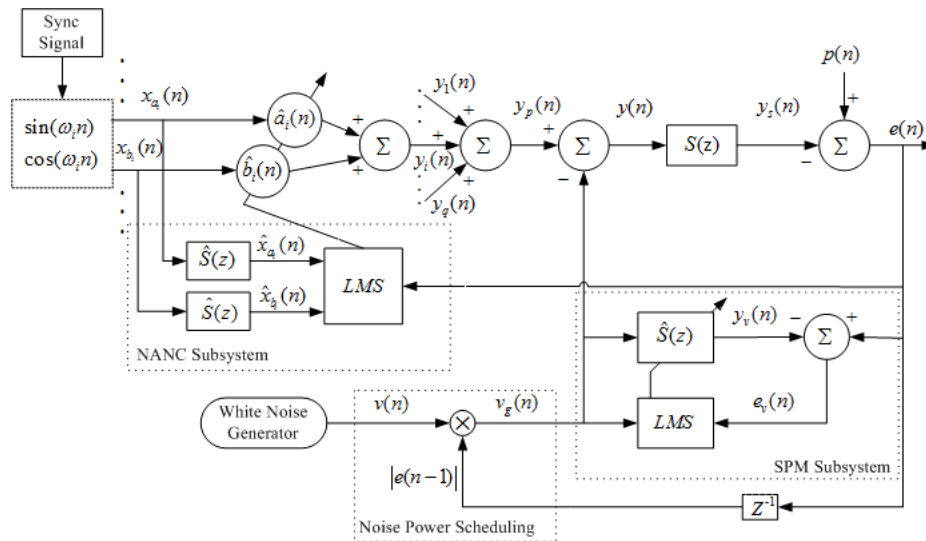 Sync
Signal
sin(ω_i n)
cos(ω_i n)
x_{a_i}(n)
x_{b_i}(n)
â_i(n)
b̂_i(n)
+
+
Σ
y_i(n)
y_1(n)
y_q(n)
+
+
+
Σ
y_p(n)
+
−
Σ
y(n)
S(z)
y_s(n)
p(n)
+
−
Σ
e(n)
Ŝ(z)
x̂_{a_i}(n)
Ŝ(z)
x̂_{b_i}(n)
LMS
NANC Subsystem
Ŝ(z)
y_v(n)
−
+
Σ
LMS
e_v(n)
SPM Subsystem
White Noise
Generator
v(n)
×
v_g(n)
|e(n−1)|
Noise Power Scheduling
Z^{-1}